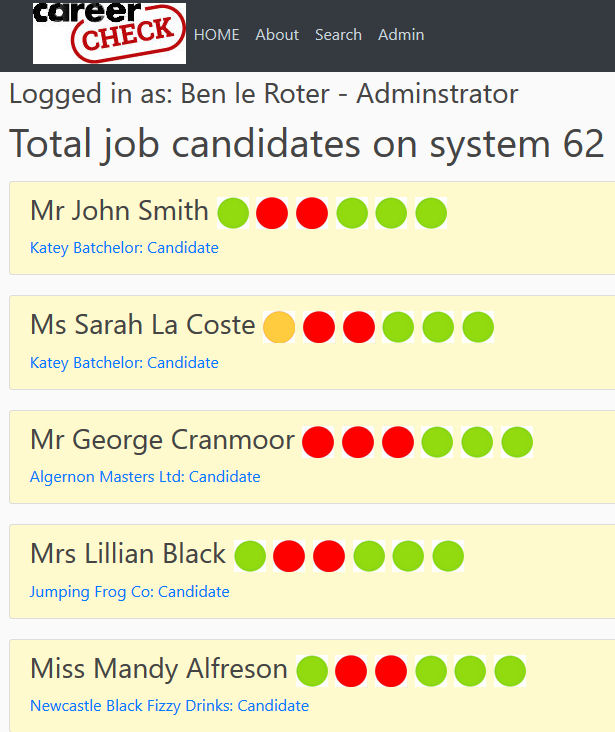 career
CHECK
HOME About Search Admin
Logged in as: Ben le Roter - Adminstrator
Total job candidates on system 62
Mr John Smith
Katey Batchelor: Candidate
Ms Sarah La Coste
Katey Batchelor: Candidate
Mr George Cranmoor
Algernon Masters Ltd: Candidate
Mrs Lillian Black
Jumping Frog Co: Candidate
Miss Mandy Alfreson
Newcastle Black Fizzy Drinks: Candidate